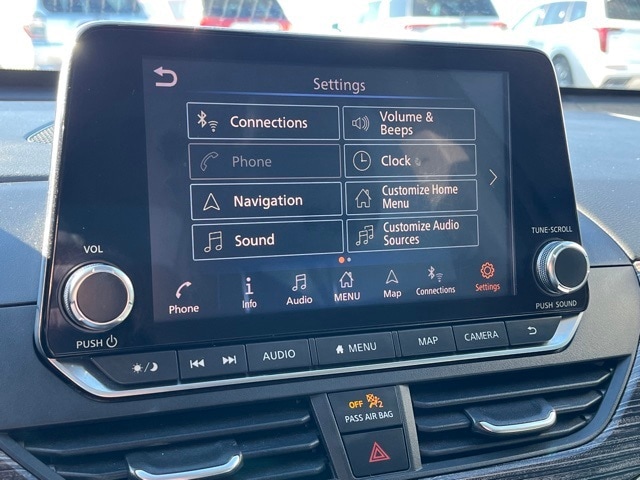 Settings
Connections
Volume &
Beeps
Phone
Clock
Navigation
Customize Home
Menu
Sound
Customize Audio
Sources
Phone
Info
Audio
MENU
Map
Connections
Settings
VOL
PUSH
TUNE-SCROLL
PUSH SOUND
AUDIO
MENU
MAP
CAMERA
OFF 2
PASS AIR BAG